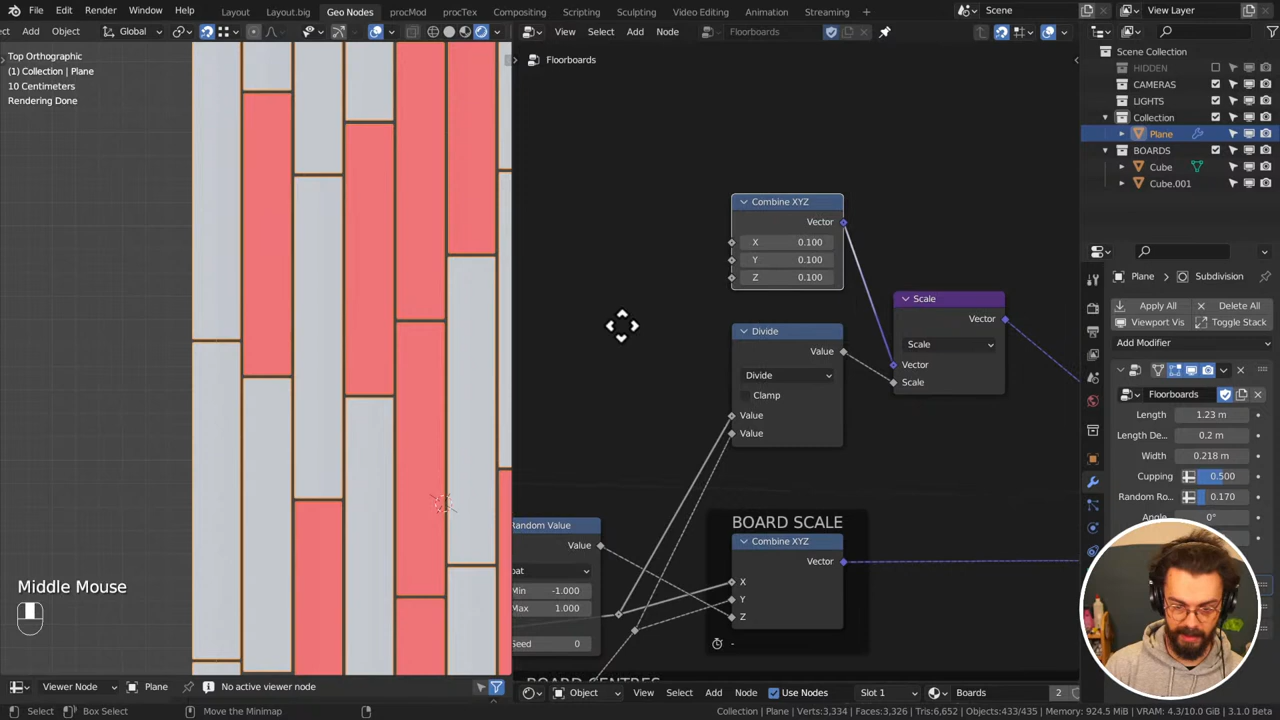 File Edit Render Window Help Layout Layout.big Geo Nodes procMod procTex Compositing Scripting Sculpting Video Editing Animation Streaming + Scene View Layer
Add Object Global
View Select Add Node Floorboards
Top Orthographic
(1) Collection | Plane
10 Centimeters
Rendering Done
Floorboards
Scene Collection
HIDDEN
CAMERAS
LIGHTS
Collection
Plane
BOARDS
Cube
Cube.001
Combine XYZ
Vector
X 0.100
Y 0.100
Z 0.100
Scale
Vector
Scale
Vector
Scale
Divide
Value
Divide
Clamp
Value
Value
BOARD SCALE
Combine XYZ
Vector
X
Y
Z
-
Random Value
Value
Min -1.000
Max 1.000
Seed 0
Plane Subdivision
Apply All Delete All
Viewport Vis Toggle Stack
Add Modifier
Floorboards
Length 1.23 m
Length De... 0.2 m
Width 0.218 m
Cupping 0.500
Random Ro... 0.170
Angle 0°
Middle Mouse
Viewer Node Plane No active viewer node
Object View Select Add Node Use Nodes Slot 1 Boards 2
Select Box Select Move the Minimap Collection | Plane | Verts:3,334 | Faces:3,326 | Tris:6,652 | Objects:433/435 | Memory: 924.5 MiB | VRAM: 4.3/10.0 GiB | 3.1.0 Beta